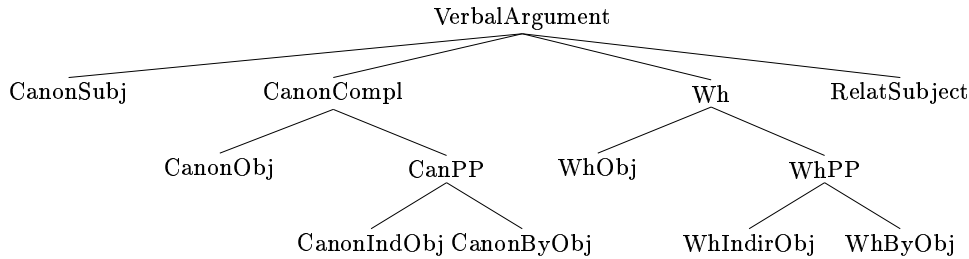 VerbalArgument
CanonSubj CanonCompl Wh RelatSubject
CanonObj CanPP WhObj WhPP
CanonIndObj CanonByObj WhIndirObj WhByObj